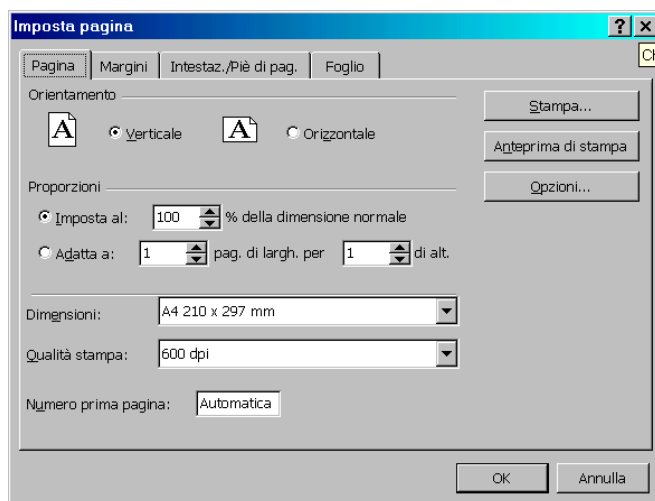 Imposta pagina
Pagina Margini Intestaz./Piè di pag. Foglio
Orientamento
Stampa...
A Verticale A Orizzontale
Anteprima di stampa
Proporzioni
Opzioni...
Imposta al: 100 % della dimensione normale
Adatta a: 1 pag. di largh. per 1 di alt.
Dimensioni: A4 210 x 297 mm
Qualità stampa: 600 dpi
Numero prima pagina: Automatica
OK Annulla